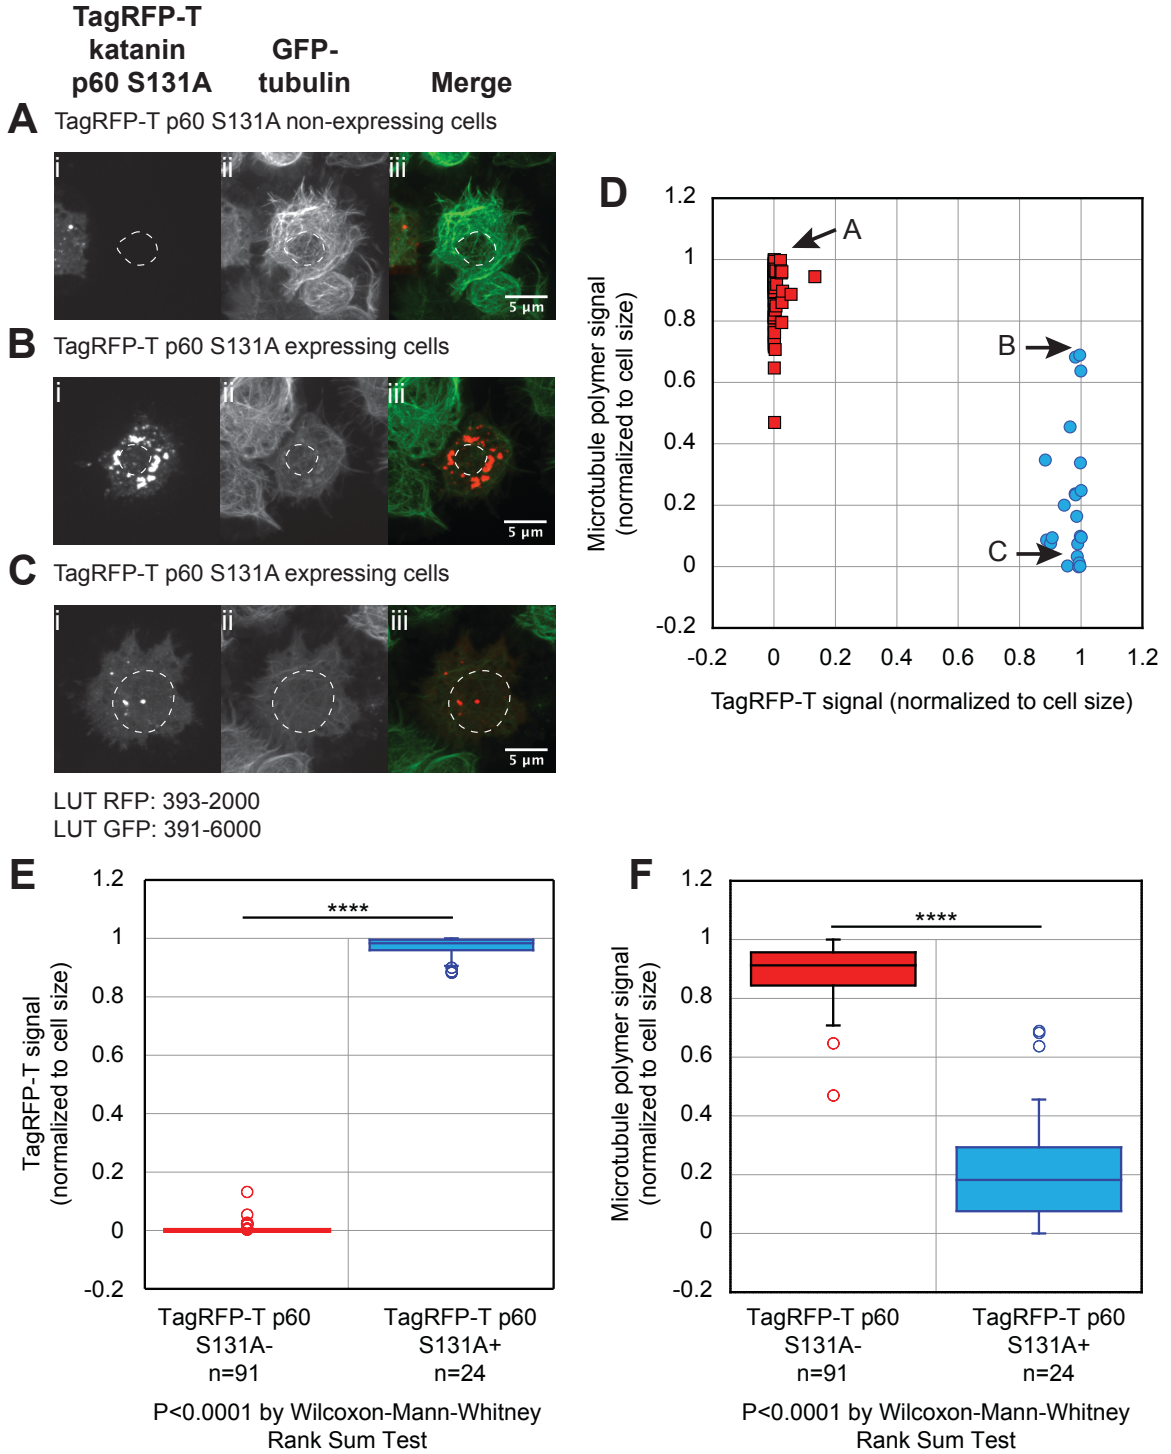 TagRFP-T
katanin
p60 S131A
GFP-
tubulin
Merge
A
TagRFP-T p60 S131A non-expressing cells
i
ii
iii
5 µm
B
TagRFP-T p60 S131A expressing cells
i
ii
iii
5 µm
C
TagRFP-T p60 S131A expressing cells
i
ii
iii
5 µm
LUT RFP: 393-2000
LUT GFP: 391-6000
D
Microtubule polymer signal
(normalized to cell size)
1.2
1
0.8
0.6
0.4
0.2
0
-0.2
A
B
C
-0.2 0 0.2 0.4 0.6 0.8 1 1.2
TagRFP-T signal (normalized to cell size)
E
TagRFP-T signal
(normalized to cell size)
1.2
1
0.8
0.6
0.4
0.2
0
-0.2
****
TagRFP-T p60
S131A-
n=91
TagRFP-T p60
S131A+
n=24
P<0.0001 by Wilcoxon-Mann-Whitney
Rank Sum Test
F
Microtubule polymer signal
(normalized to cell size)
1.2
1
0.8
0.6
0.4
0.2
0
-0.2
****
TagRFP-T p60
S131A-
n=91
TagRFP-T p60
S131A+
n=24
P<0.0001 by Wilcoxon-Mann-Whitney
Rank Sum Test